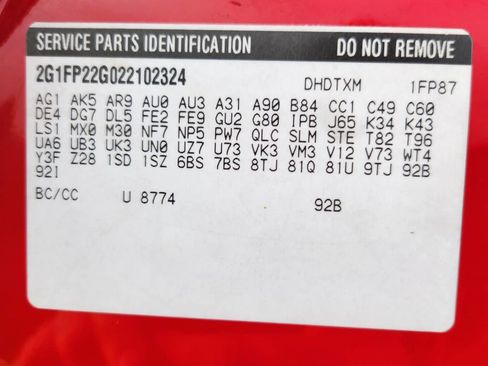 SERVICE PARTS IDENTIFICATION DO NOT REMOVE
2G1FP22G022102324 DHDTXM 1FP87
AG1 AK5 AR9 AU0 AU3 A31 A90 B84 CC1 C49 C60
DE4 DG7 DL5 FE2 FE9 GU2 G80 IPB J65 K34 K43
LS1 MX0 M30 NF7 NP5 PW7 QLC SLM STE T82 T96
UA6 UB3 UK3 UN0 UZ7 U73 VK3 VM3 V12 V73 WT4
Y3F Z28 1SD 1SZ 6BS 7BS 8TJ 81Q 81U 9TJ 92B
92I
BC/CC U 8774 92B